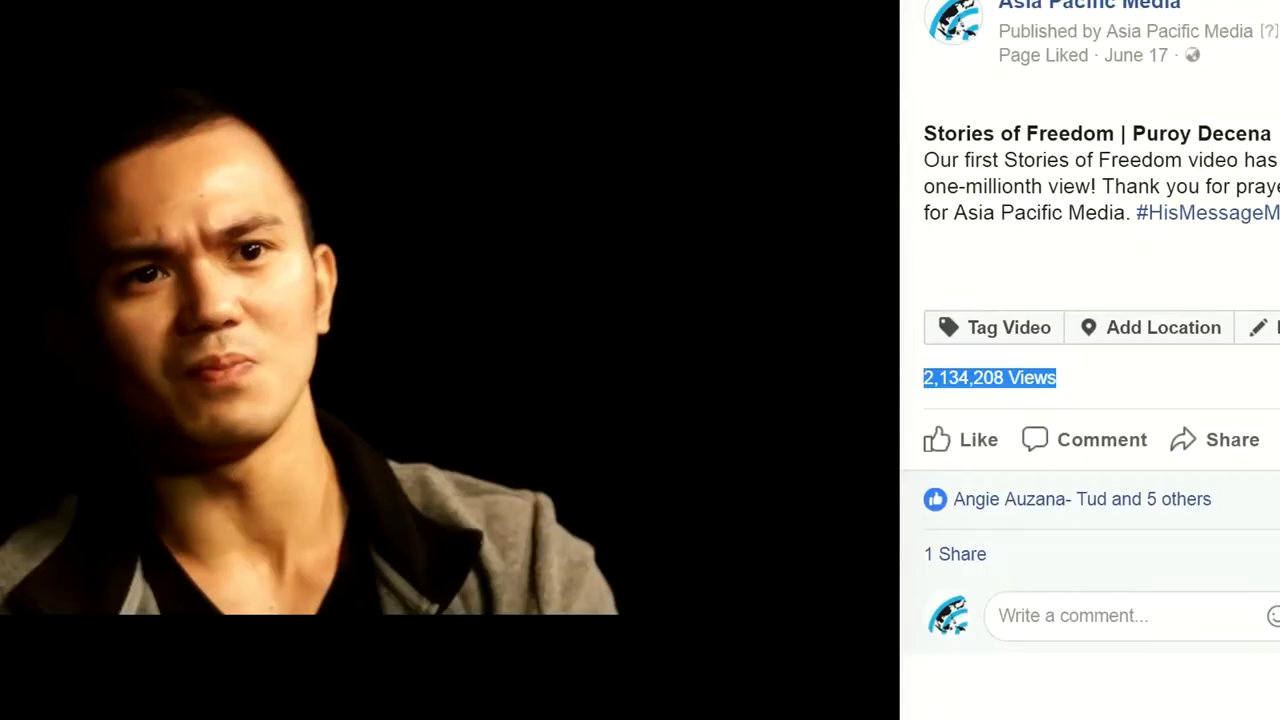 Asia Pacific Media
Published by Asia Pacific Media [?]
Page Liked · June 17 ·
Stories of Freedom | Puroy Decena
Our first Stories of Freedom video has
one-millionth view! Thank you for praye
for Asia Pacific Media. #HisMessageM
Tag Video
Add Location
2,134,208 Views
Like
Comment
Share
Angie Auzana- Tud and 5 others
1 Share
Write a comment...